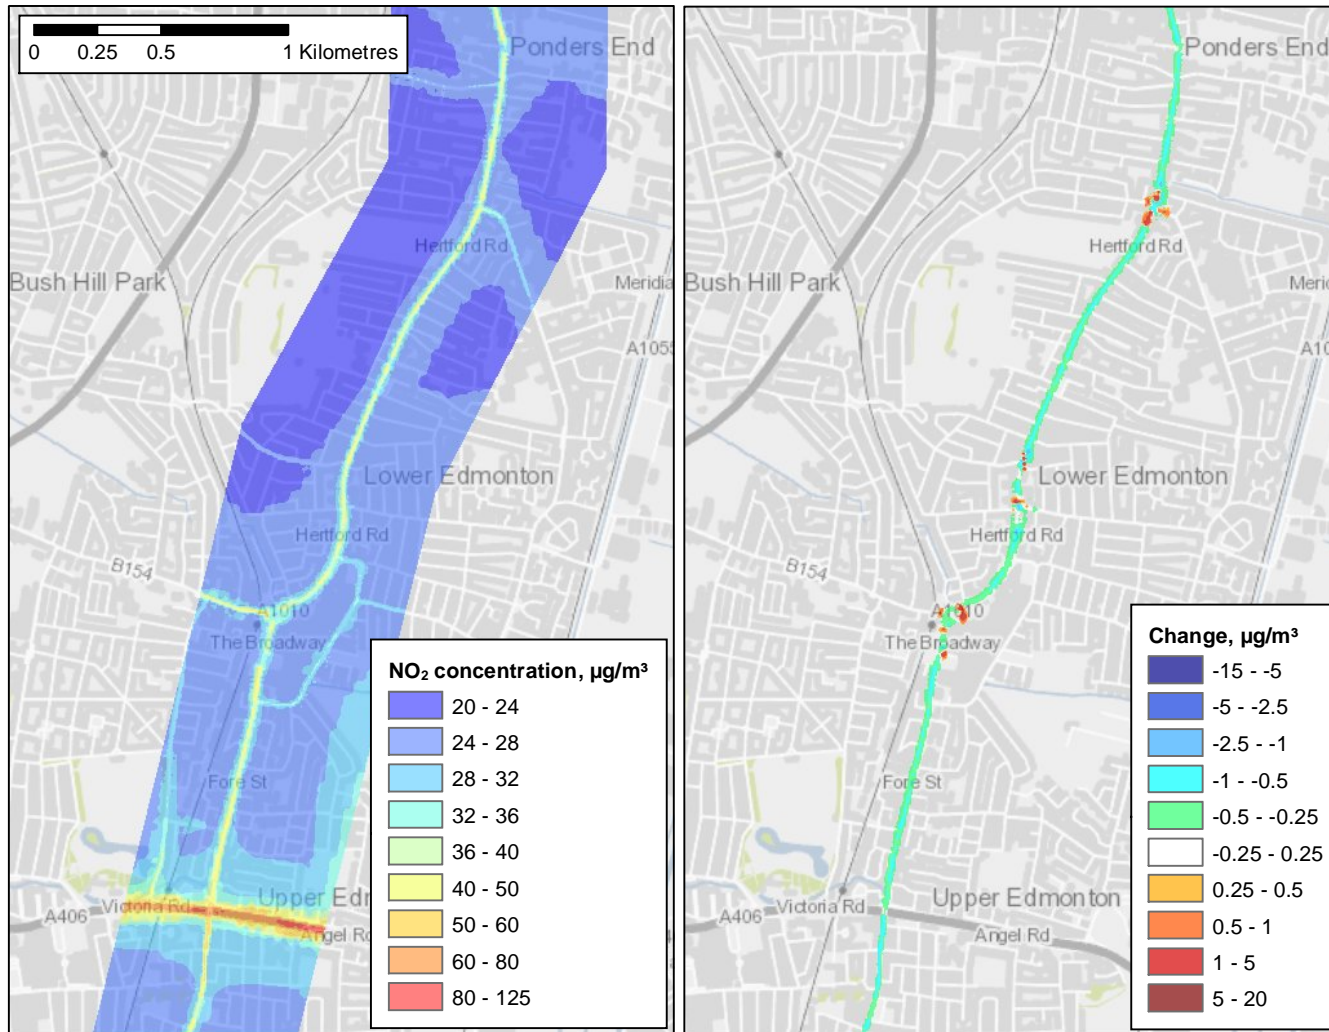 0 0.25 0.5 1 Kilometres
Ponders End
Hertford Rd
Bush Hill Park
Meridia
A1055
Lower Edmonton
Hertford Rd
B154
A1010
The Broadway
Fore St
Upper Ed
A406
Victoria Rd
Angel Ro
NO₂ concentration, µg/m³
20 - 24
24 - 28
28 - 32
32 - 36
36 - 40
40 - 50
50 - 60
60 - 80
80 - 125
Ponders End
Hertford Rd
Bush Hill Park
Meric
A10
Lower Edmonton
Hertford Rd
B154
A1010
The Broadway
Fore St
Upper Edmonton
A406
Victoria Rd
Angel Rd
Change, µg/m³
-15 - -5
-5 - -2.5
-2.5 - -1
-1 - -0.5
-0.5 - -0.25
-0.25 - 0.25
0.25 - 0.5
0.5 - 1
1 - 5
5 - 20